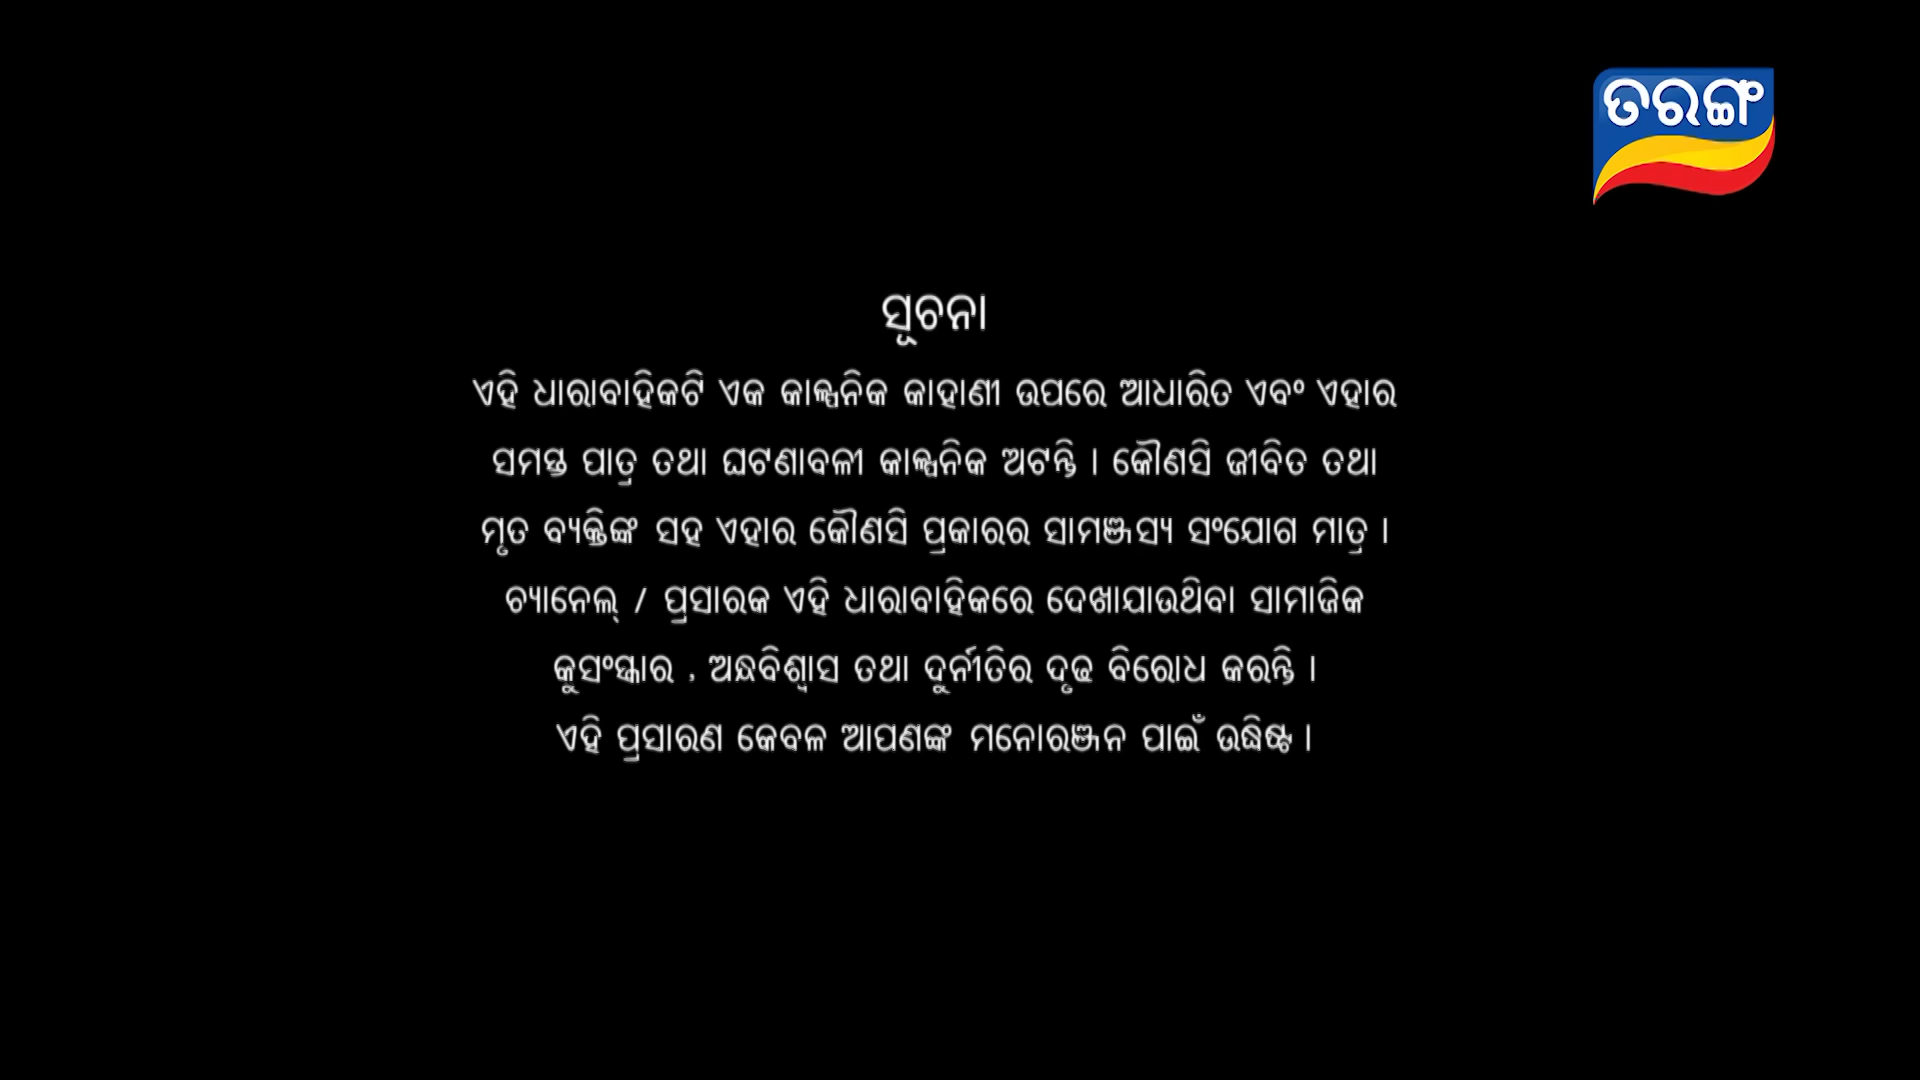 ତରଙ୍ଗ
ସୂଚନା
ଏହି ଧାରାବାହିକଟି ଏକ କାଳ୍ପନିକ କାହାଣୀ ଉପରେ ଆଧାରିତ ଏବଂ ଏହାର
ସମସ୍ତ ପାତ୍ର ତଥା ଘଟଣାବଳୀ କାଳ୍ପନିକ ଅଟନ୍ତି । କୌଣସି ଜୀବିତ ତଥା
ମୃତ ବ୍ୟକ୍ତିଙ୍କ ସହ ଏହାର କୌଣସି ପ୍ରକାରର ସାମଞ୍ଜସ୍ୟ ସଂଯୋଗ ମାତ୍ର ।
ଚ୍ୟାନେଲ୍ / ପ୍ରସାରକ ଏହି ଧାରାବାହିକରେ ଦେଖାଯାଉଥିବା ସାମାଜିକ
କୁସଂସ୍କାର , ଅନ୍ଧବିଶ୍ୱାସ ତଥା ଦୁର୍ନୀତିର ଦୃଢ ବିରୋଧ କରନ୍ତି ।
ଏହି ପ୍ରସାରଣ କେବଳ ଆପଣଙ୍କ ମନୋରଞ୍ଜନ ପାଇଁ ଉଦ୍ଧିଷ୍ଟ ।